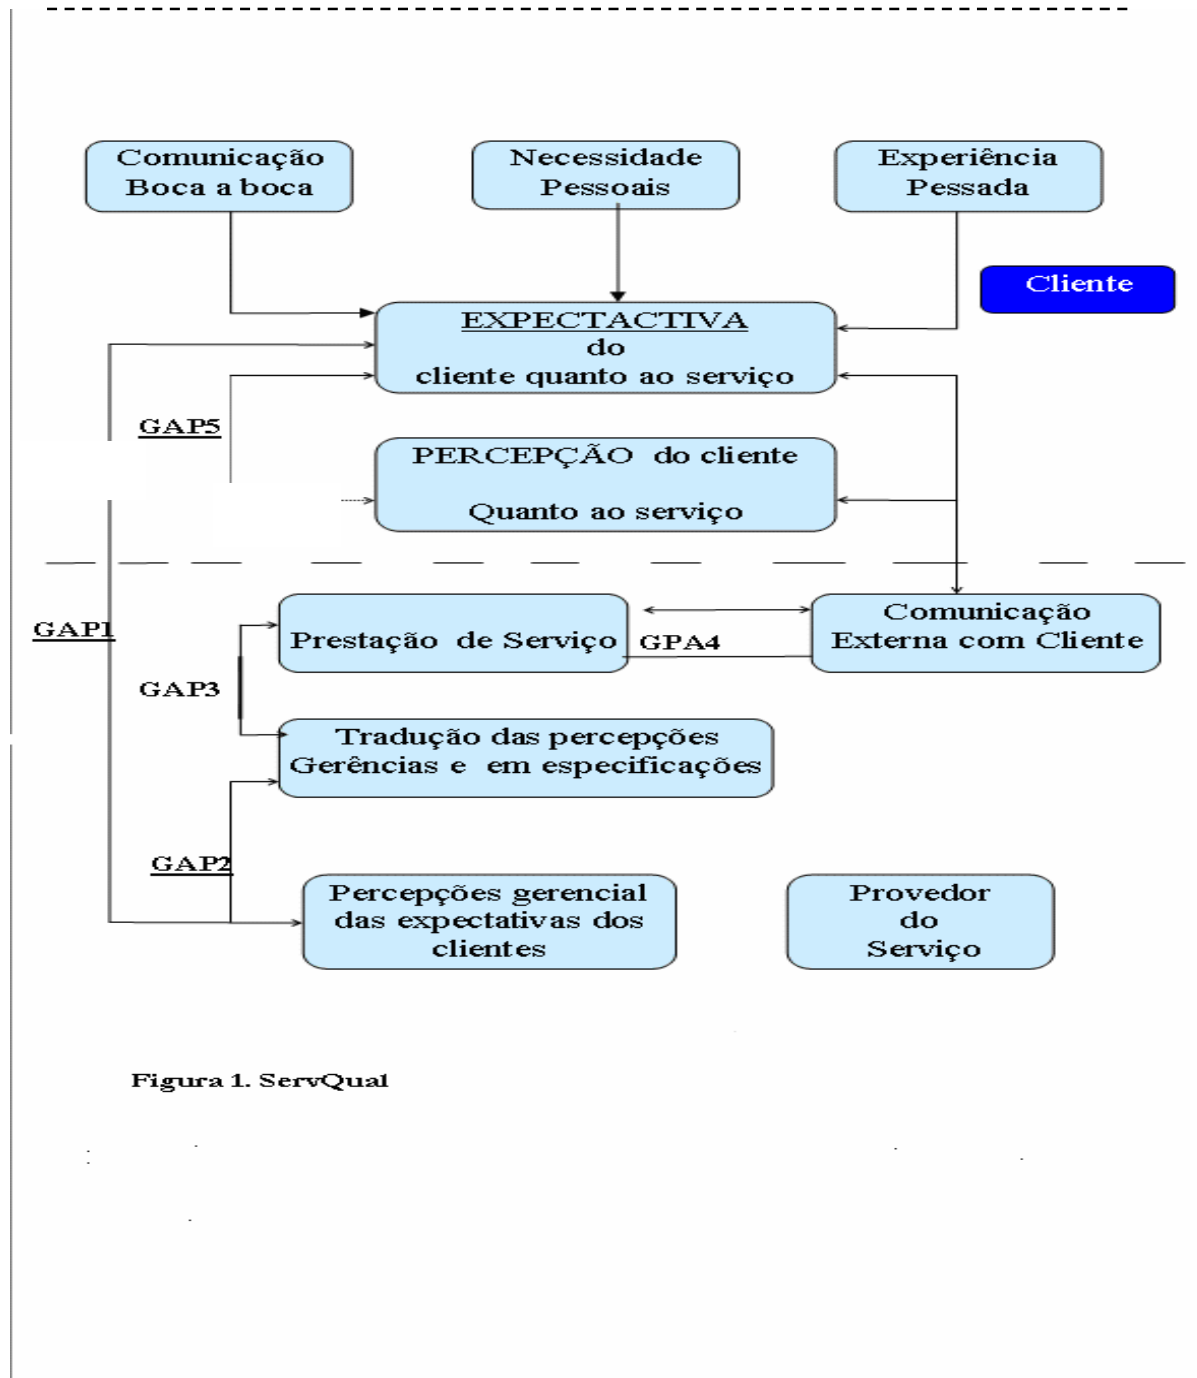 Comunicação
Boca a boca
Necessidade
Pessoais
Experiência
Pessada
Cliente
EXPECTACTIVA
do
cliente quanto ao serviço
GAP5
PERCEPÇÃO do cliente
Quanto ao serviço
GAP1
Prestação de Serviço
GPA4
Comunicação
Externa com Cliente
GAP3
Tradução das percepções
Gerências e em especificações
GAP2
Percepções gerencial
das expectativas dos
clientes
Provedor
do
Serviço
Figura 1. ServQual